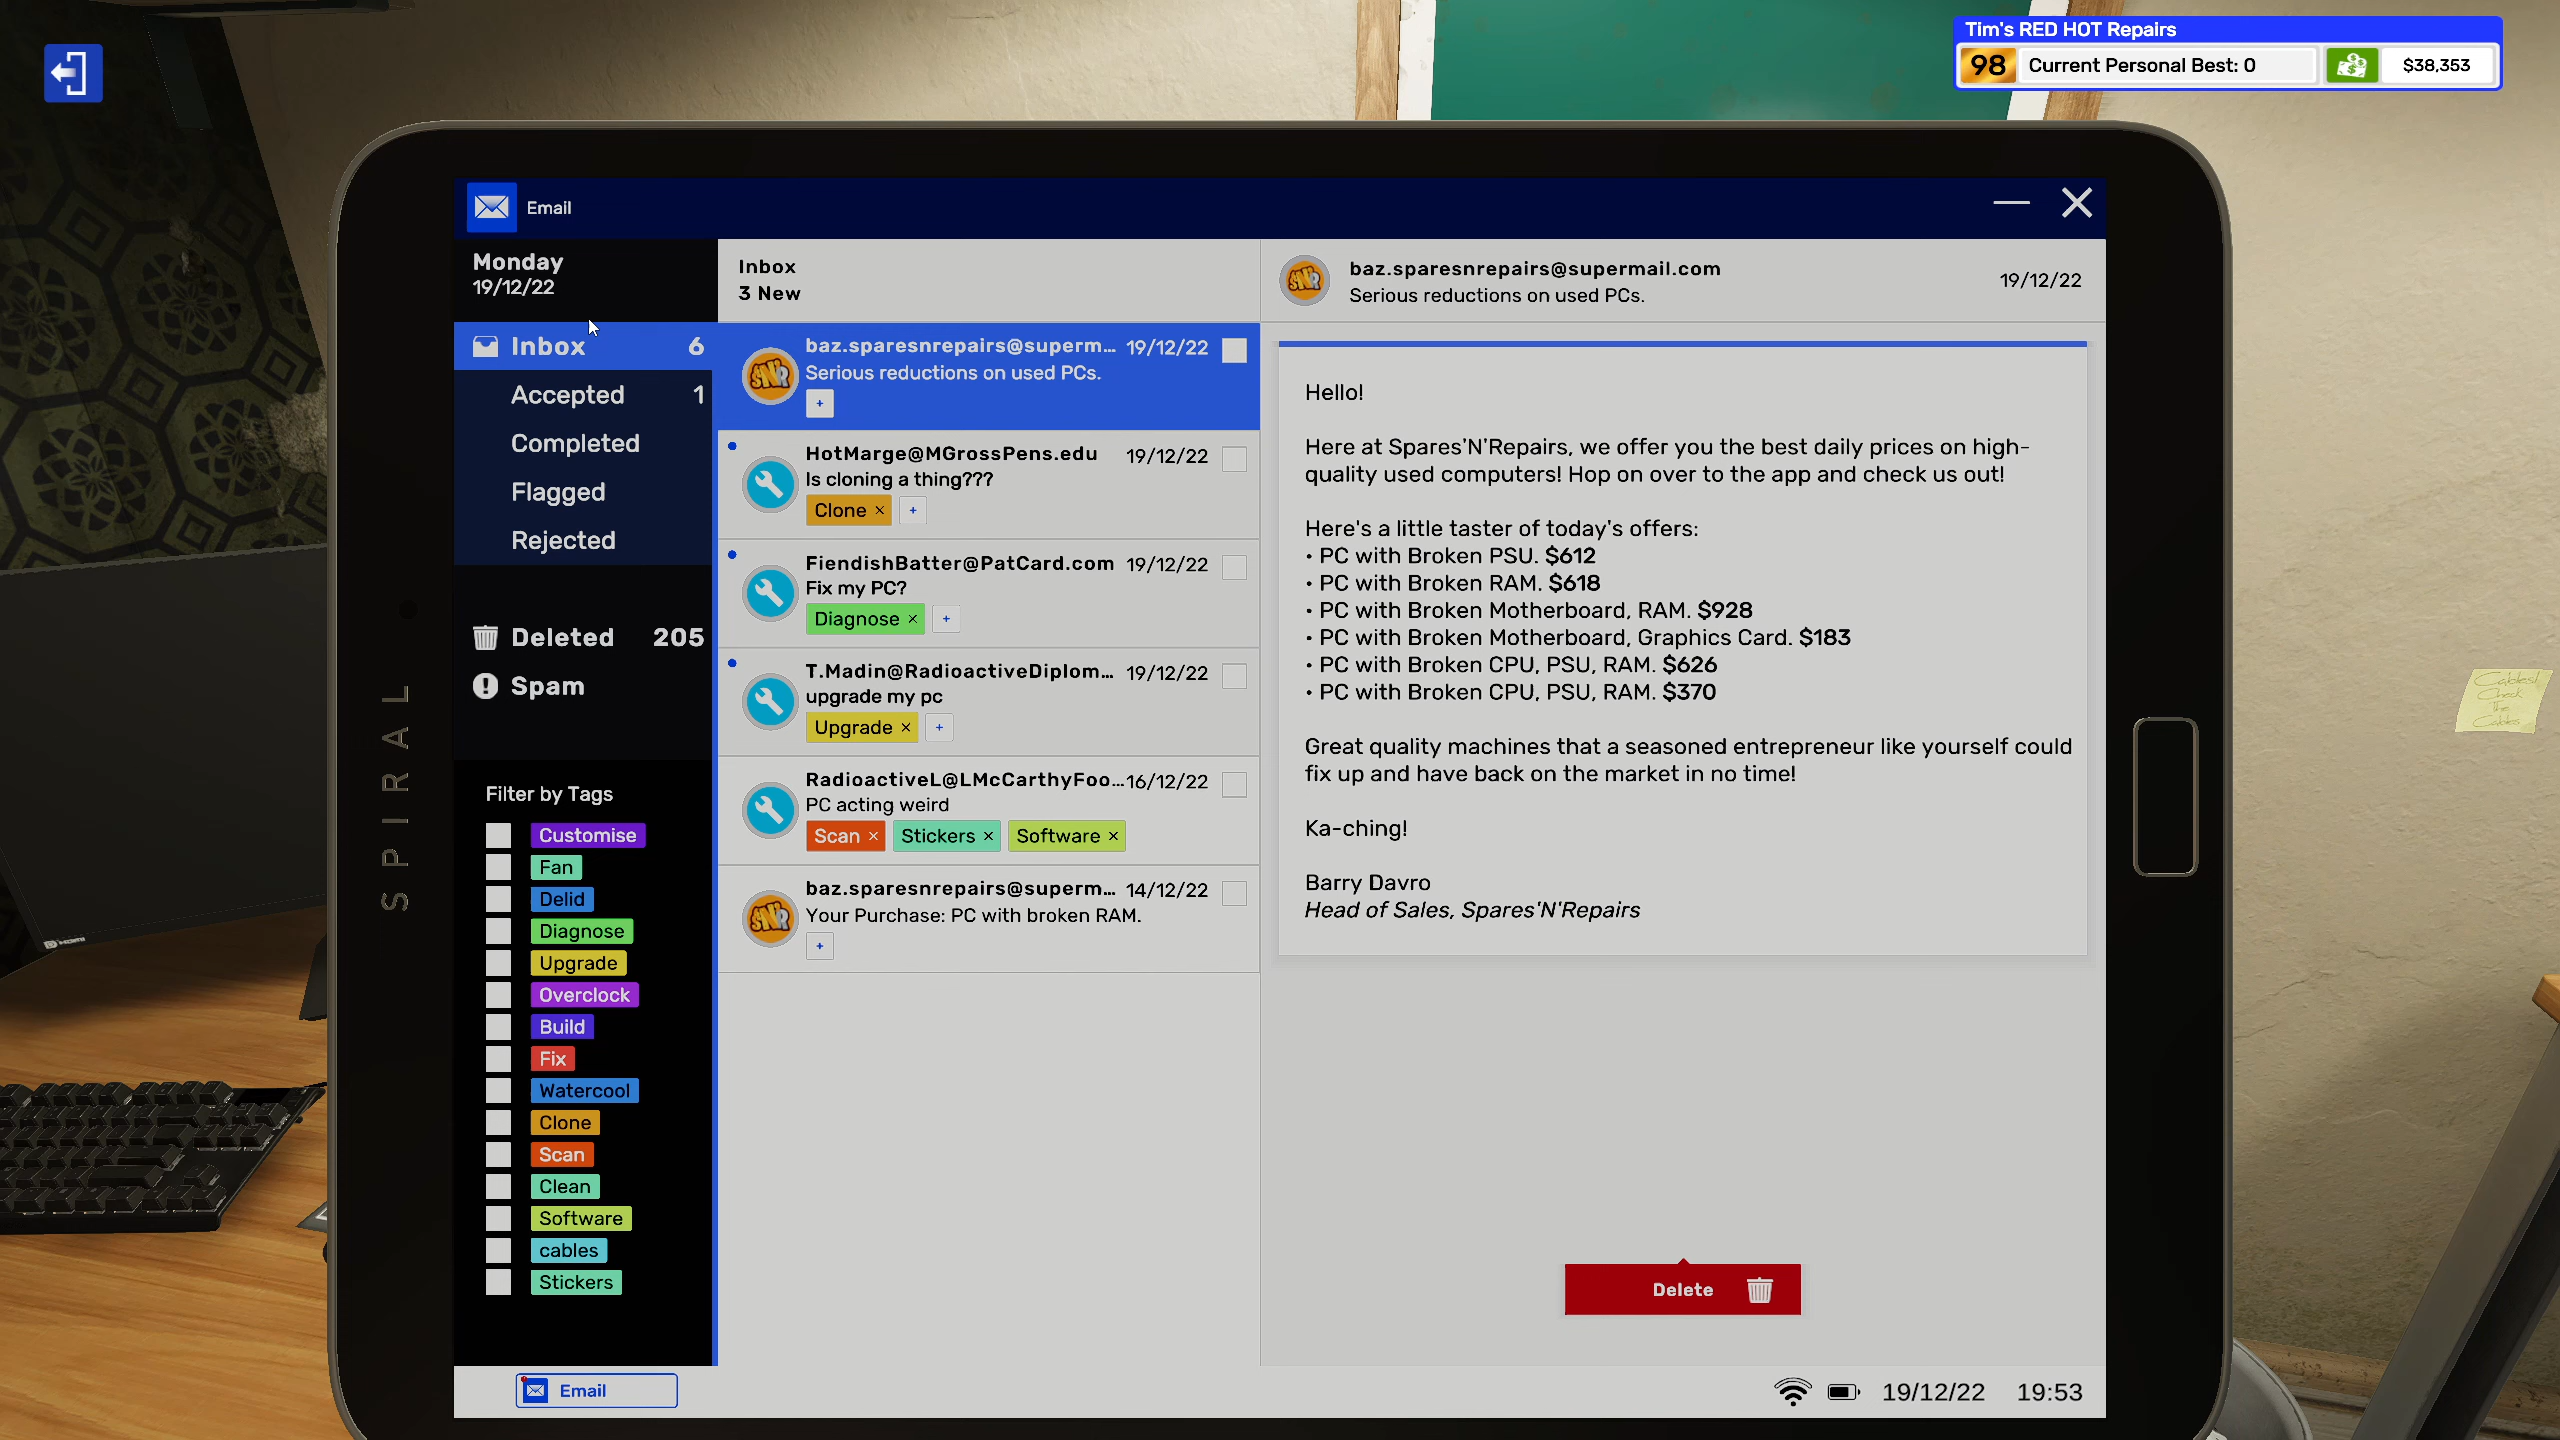 Tim's RED HOT Repairs
98 Current Personal Best: 0 $38,353
Email
Monday
19/12/22
Inbox 6
Accepted 1
Completed
Flagged
Rejected
Deleted 205
Spam
Filter by Tags
Customise
Fan
Delid
Diagnose
Upgrade
Overclock
Build
Fix
Watercool
Clone
Scan
Clean
Software
cables
Stickers
Inbox
3 New
baz.sparesnrepairs@superm... 19/12/22
Serious reductions on used PCs.
+
HotMarge@MGrossPens.edu 19/12/22
Is cloning a thing???
Clone × +
FiendishBatter@PatCard.com 19/12/22
Fix my PC?
Diagnose × +
T.Madin@RadioactiveDiplom... 19/12/22
upgrade my pc
Upgrade × +
RadioactiveL@LMcCarthyFoo... 16/12/22
PC acting weird
Scan × Stickers × Software ×
baz.sparesnrepairs@superm... 14/12/22
Your Purchase: PC with broken RAM.
+
SNR
baz.sparesnrepairs@supermail.com
Serious reductions on used PCs.
19/12/22
Hello!
Here at Spares'N'Repairs, we offer you the best daily prices on high-
quality used computers! Hop on over to the app and check us out!
Here's a little taster of today's offers:
• PC with Broken PSU. $612
• PC with Broken RAM. $618
• PC with Broken Motherboard, RAM. $928
• PC with Broken Motherboard, Graphics Card. $183
• PC with Broken CPU, PSU, RAM. $626
• PC with Broken CPU, PSU, RAM. $370
Great quality machines that a seasoned entrepreneur like yourself could
fix up and have back on the market in no time!
Ka-ching!
Barry Davro
Head of Sales, Spares'N'Repairs
Delete
Email
19/12/22 19:53
SPIRAL
HDMI
Cables!
Check
The
Cables